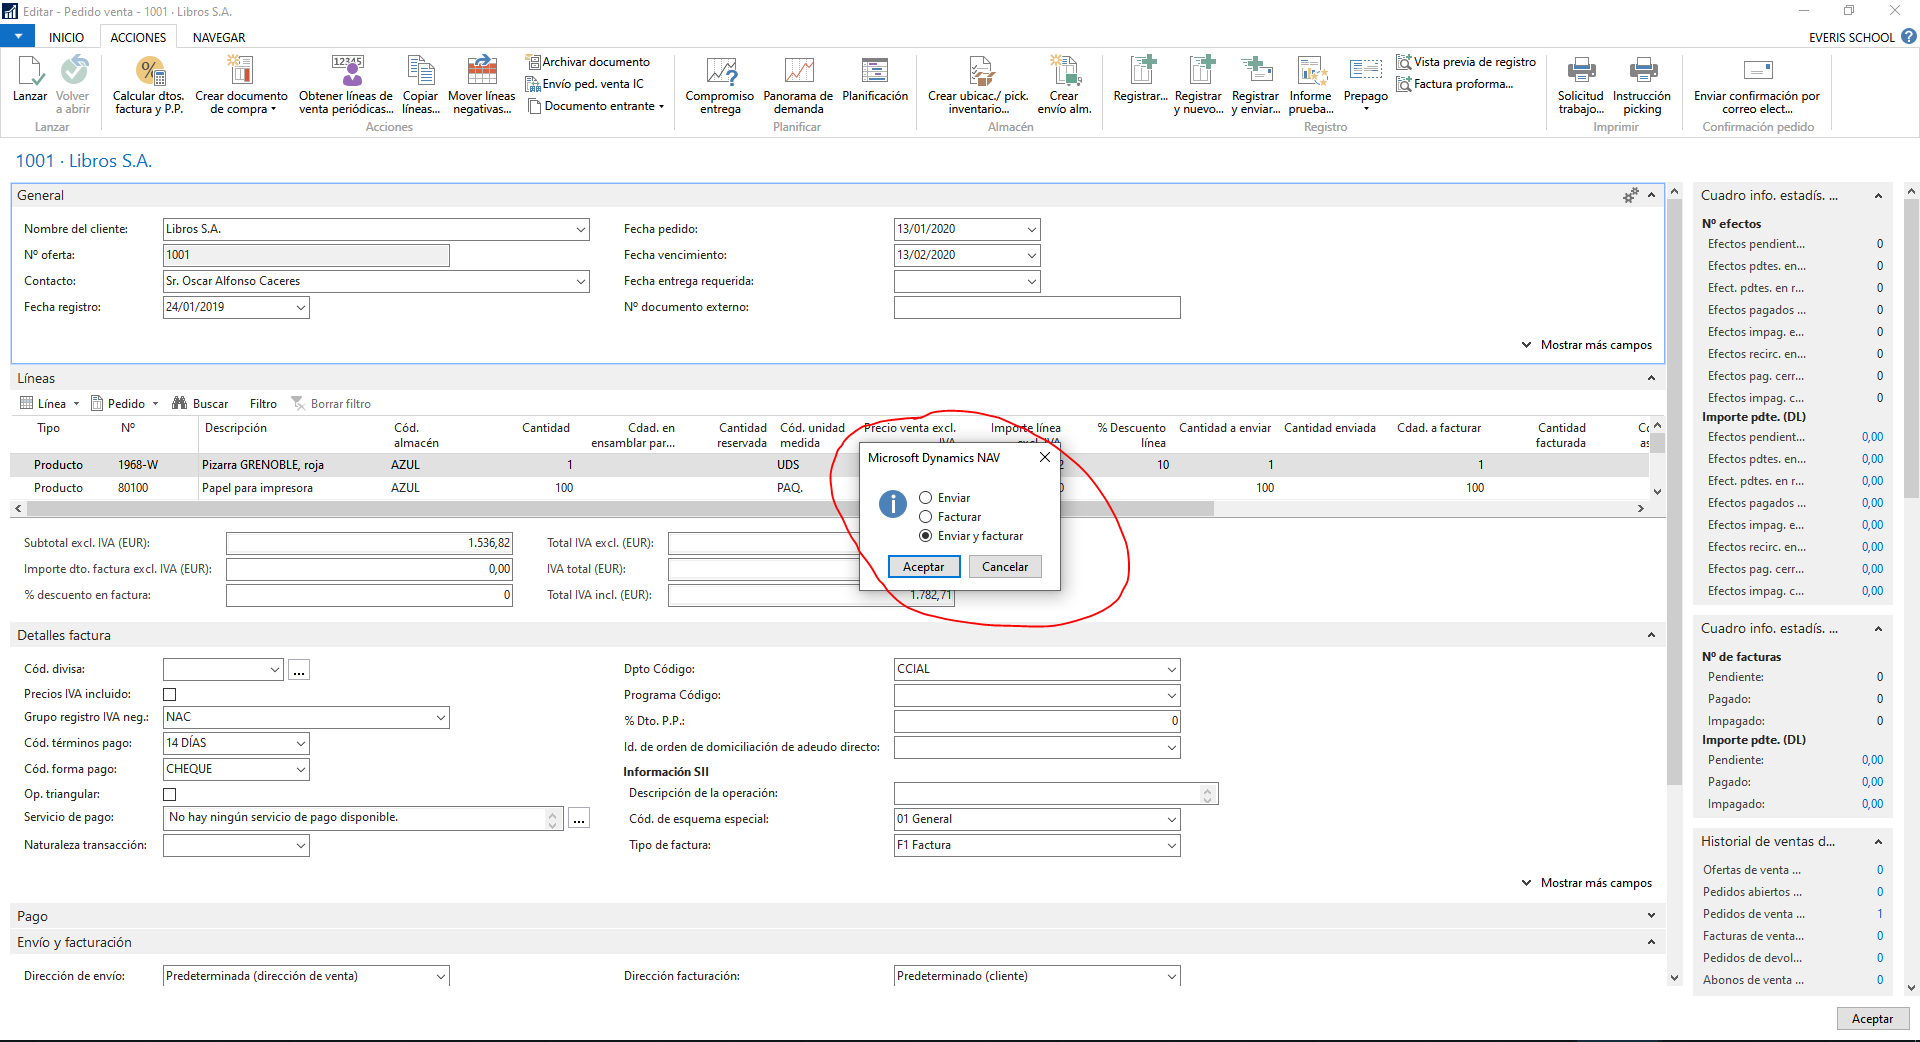 Editar - Pedido venta - 1001 · Libros S.A.
INICIO ACCIONES NAVEGAR
EVERIS SCHOOL ?
Lanzar
Volver a abrir
Lanzar
Calcular dtos. factura y P.P.
Crear documento de compra
Obtener líneas de venta periódicas...
Copiar líneas...
Mover líneas negativas...
Archivar documento
Envío ped. venta IC
Documento entrante
Acciones
Compromiso entrega
Panorama de demanda
Planificación
Planificar
Crear ubicac./ pick. inventario...
Crear envío alm.
Almacén
Registrar...
Registrar y nuevo...
Registrar y enviar...
Informe prueba...
Prepago
Vista previa de registro
Factura proforma...
Registro
Solicitud trabajo...
Instrucción picking
Imprimir
Enviar confirmación por correo elect...
Confirmación pedido
1001 · Libros S.A.
General
Nombre del cliente: Libros S.A.
Nº oferta: 1001
Contacto: Sr. Oscar Alfonso Caceres
Fecha registro: 24/01/2019
Fecha pedido: 13/01/2020
Fecha vencimiento: 13/02/2020
Fecha entrega requerida:
Nº documento externo:
Mostrar más campos
Líneas
Línea Pedido Buscar Filtro Borrar filtro
Tipo Nº Descripción Cód. almacén Cantidad Cdad. en ensamblar par... Cantidad reservada Cód. unidad medida Precio venta excl. Importe línea % Descuento línea Cantidad a enviar Cantidad enviada Cdad. a facturar Cantidad facturada
Producto 1968-W Pizarra GRENOBLE, roja AZUL 1 UDS 2 10 1 1
Producto 80100 Papel para impresora AZUL 100 PAQ. 0 100 100
Microsoft Dynamics NAV
Enviar
Facturar
Enviar y facturar
Aceptar Cancelar
Subtotal excl. IVA (EUR): 1.536,82
Importe dto. factura excl. IVA (EUR): 0,00
% descuento en factura: 0
Total IVA excl. (EUR):
IVA total (EUR):
Total IVA incl. (EUR): 1.782,71
Detalles factura
Cód. divisa: ...
Precios IVA incluido:
Grupo registro IVA neg.: NAC
Cód. términos pago: 14 DÍAS
Cód. forma pago: CHEQUE
Op. triangular:
Servicio de pago: No hay ningún servicio de pago disponible. ...
Naturaleza transacción:
Dpto Código: CCIAL
Programa Código:
% Dto. P.P.: 0
Id. de orden de domiciliación de adeudo directo:
Información SII
Descripción de la operación:
Cód. de esquema especial: 01 General
Tipo de factura: F1 Factura
Mostrar más campos
Pago
Envío y facturación
Dirección de envío: Predeterminada (dirección de venta)
Dirección facturación: Predeterminado (cliente)
Cuadro info. estadís. ...
Nº efectos
Efectos pendient... 0
Efectos pdtes. en... 0
Efect. pdtes. en r... 0
Efectos pagados ... 0
Efectos impag. e... 0
Efectos recirc. en... 0
Efectos pag. cerr... 0
Efectos impag. c... 0
Importe pdte. (DL)
Efectos pendient... 0,00
Efectos pdtes. en... 0,00
Efect. pdtes. en r... 0,00
Efectos pagados ... 0,00
Efectos impag. e... 0,00
Efectos recirc. en... 0,00
Efectos pag. cerr... 0,00
Efectos impag. c... 0,00
Cuadro info. estadís. ...
Nº de facturas
Pendiente: 0
Pagado: 0
Impagado: 0
Importe pdte. (DL)
Pendiente: 0,00
Pagado: 0,00
Impagado: 0,00
Historial de ventas d...
Ofertas de venta ... 0
Pedidos abiertos ... 0
Pedidos de venta ... 1
Facturas de venta... 0
Pedidos de devol... 0
Abonos de venta ... 0
Aceptar